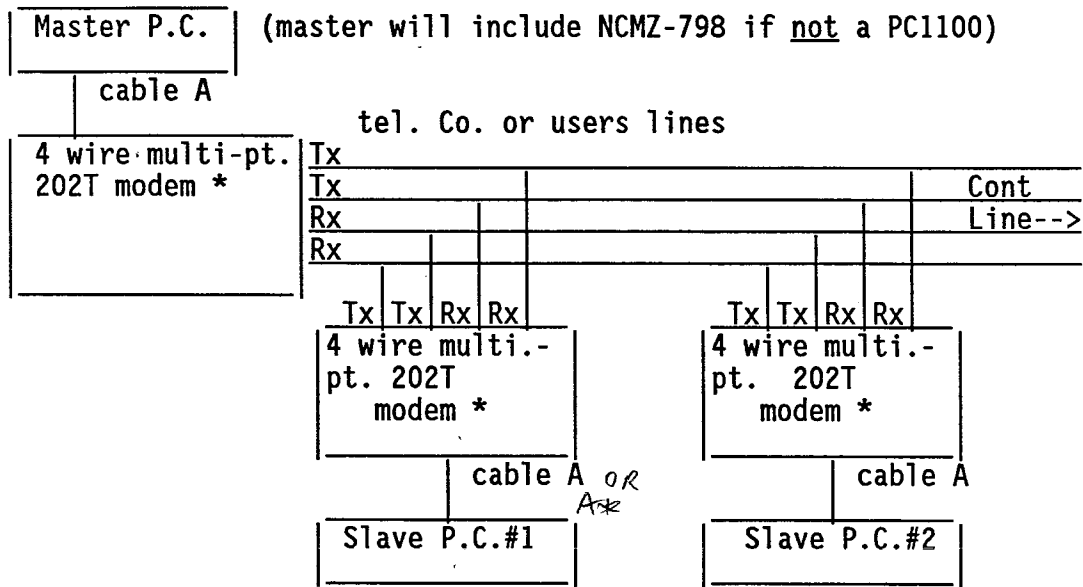 Master P.C. (master will include NCMZ-798 if not a PC1100)
cable A
tel. Co. or users lines
4 wire multi-pt. Tx
202T modem * Tx Cont
Rx Line-->
Rx
Tx Tx Rx Rx Tx Tx Rx Rx
4 wire multi.- 4 wire multi.-
pt. 202T pt. 202T
modem * modem *
cable A OR cable A
A*
Slave P.C.#1 Slave P.C.#2